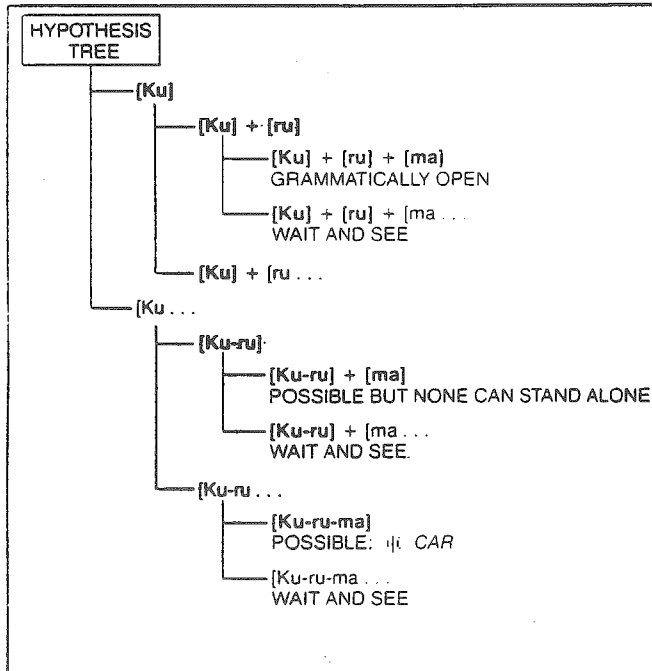 HYPOTHESIS
TREE
[Ku]
[Ku] + [ru]
[Ku] + [ru] + [ma]
GRAMMATICALLY OPEN
[Ku] + [ru] + [ma ...
WAIT AND SEE
[Ku] + [ru ...
[Ku ...
[Ku-ru]
[Ku-ru] + [ma]
POSSIBLE BUT NONE CAN STAND ALONE
[Ku-ru] + [ma ...
WAIT AND SEE.
[Ku-ru ...
[Ku-ru-ma]
POSSIBLE: CAR
[Ku-ru-ma ...
WAIT AND SEE